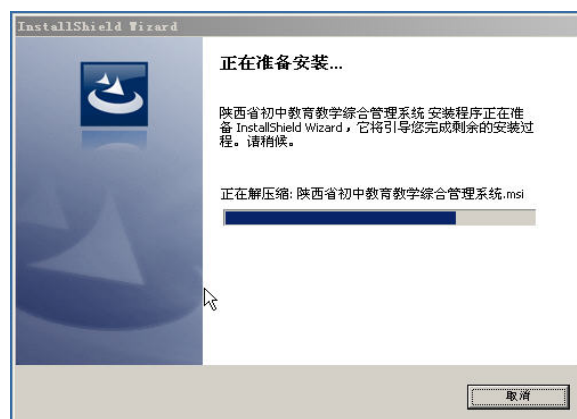 InstallShield Wizard
正在准备安装...
陕西省初中教育教学综合管理系统 安装程序正在准
备 InstallShield Wizard，它将引导您完成剩余的安装过
程。请稍候。
正在解压缩: 陕西省初中教育教学综合管理系统.msi
取消